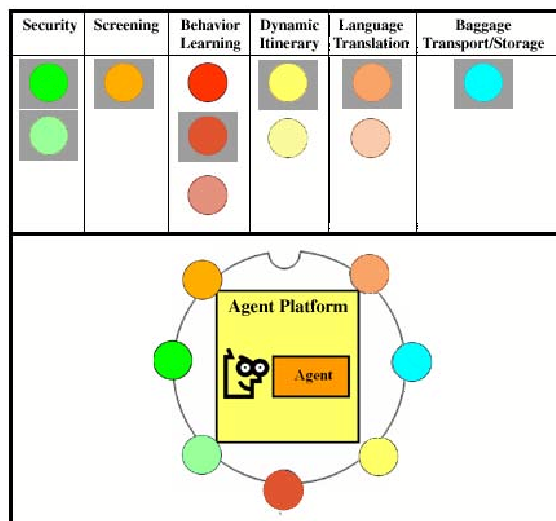 Security Screening Behavior Dynamic Language Baggage
Learning Itinerary Translation Transport/Storage
Agent Platform
Agent